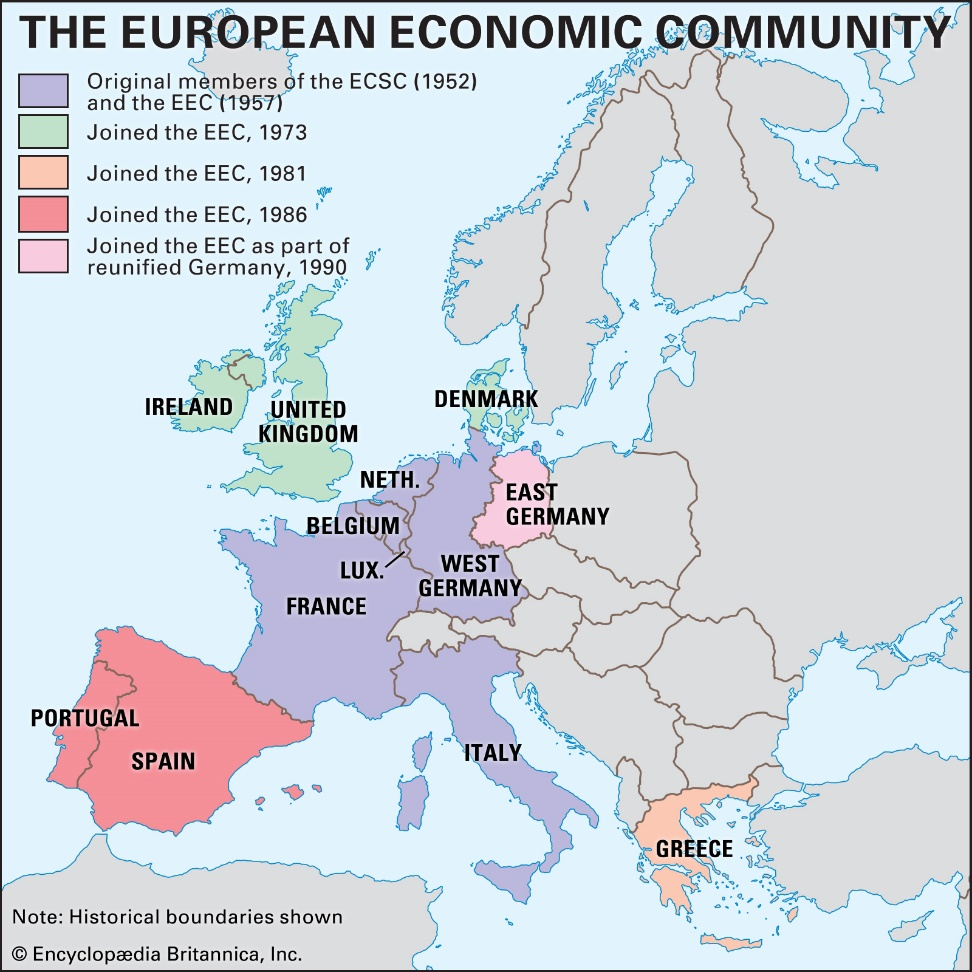 THE EUROPEAN ECONOMIC COMMUNITY
Original members of the ECSC (1952)
and the EEC (1957)
Joined the EEC, 1973
Joined the EEC, 1981
Joined the EEC, 1986
Joined the EEC as part of
reunified Germany, 1990
IRELAND
UNITED
KINGDOM
DENMARK
NETH.
EAST
GERMANY
BELGIUM
LUX.
WEST
GERMANY
FRANCE
PORTUGAL
SPAIN
ITALY
GREECE
Note: Historical boundaries shown
© Encyclopædia Britannica, Inc.